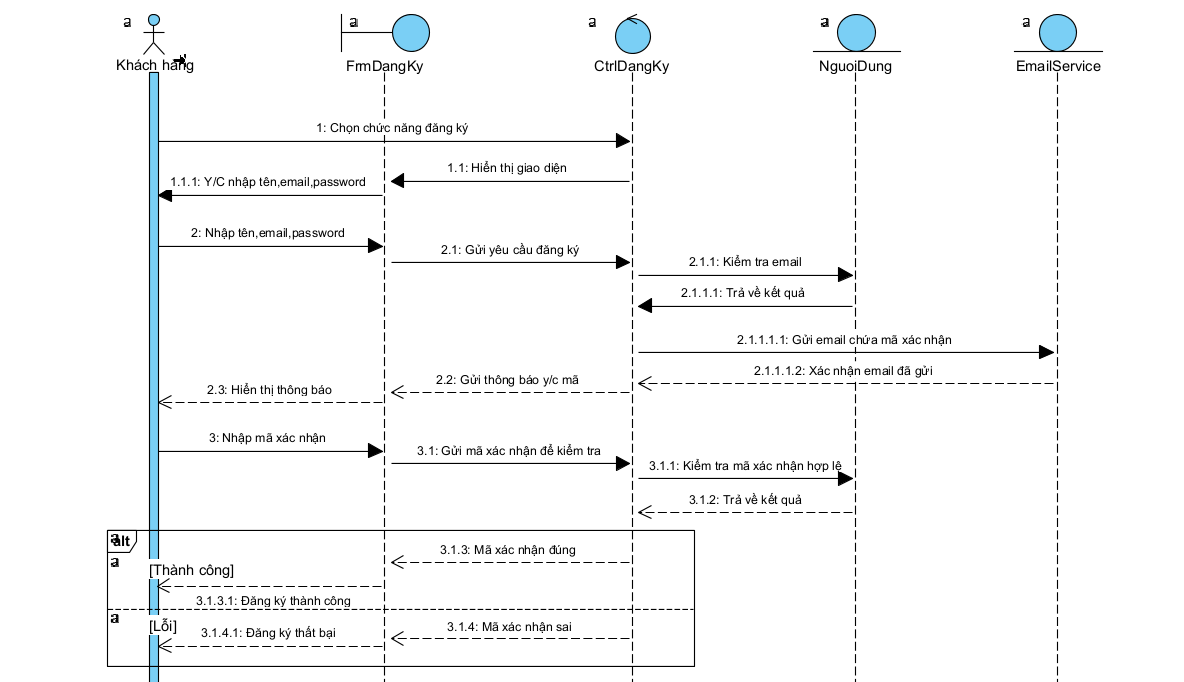 a
a
a
a
a
Khách hàng
FrmDangKy
CtrlDangKy
NguoiDung
EmailService
1: Chọn chức năng đăng ký
1.1: Hiển thị giao diện
1.1.1: Y/C nhập tên,email,password
2: Nhập tên,email,password
2.1: Gửi yêu cầu đăng ký
2.1.1: Kiểm tra email
2.1.1.1: Trả về kết quả
2.1.1.1.1: Gửi email chứa mã xác nhận
2.1.1.1.2: Xác nhận email đã gửi
2.2: Gửi thông báo y/c mã
2.3: Hiển thị thông báo
3: Nhập mã xác nhận
3.1: Gửi mã xác nhận để kiểm tra
3.1.1: Kiểm tra mã xác nhận hợp lệ
3.1.2: Trả về kết quả
a
alt
3.1.3: Mã xác nhận đúng
a
[Thành công]
3.1.3.1: Đăng ký thành công
a
[Lỗi]
3.1.4: Mã xác nhận sai
3.1.4.1: Đăng ký thất bại